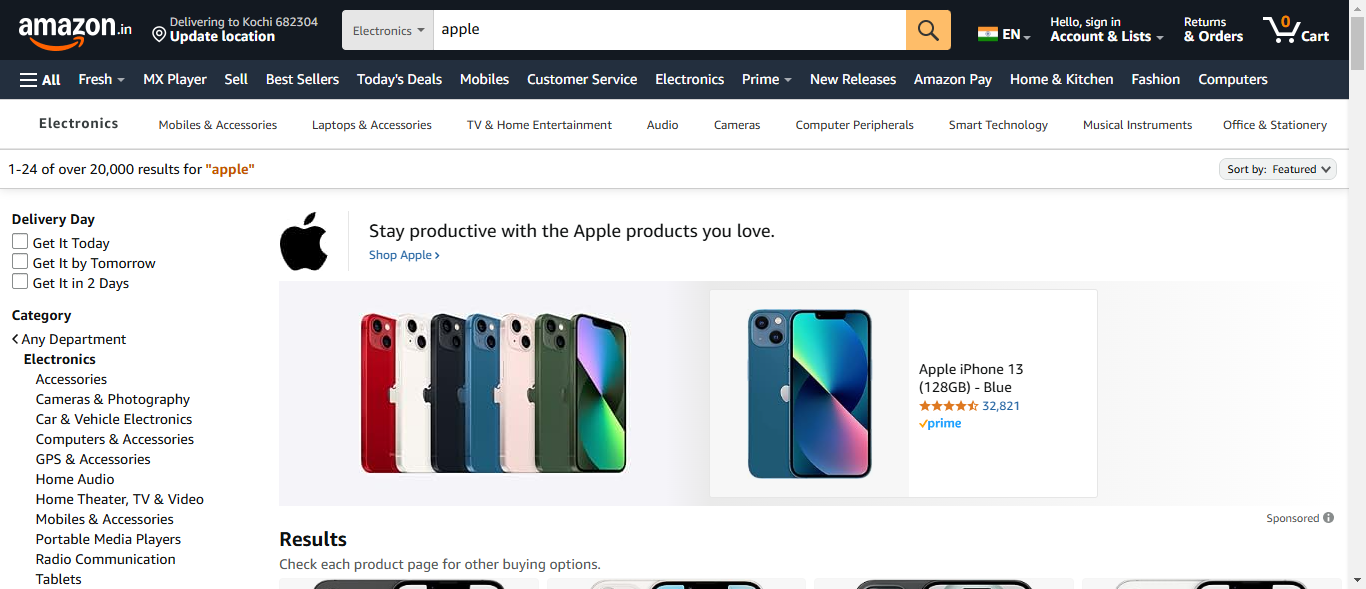 amazon.in
Delivering to Kochi 682304
Update location
Electronics
apple
EN
Hello, sign in
Account & Lists
Returns
& Orders
0
Cart
All Fresh MX Player Sell Best Sellers Today's Deals Mobiles Customer Service Electronics Prime New Releases Amazon Pay Home & Kitchen Fashion Computers
Electronics Mobiles & Accessories Laptops & Accessories TV & Home Entertainment Audio Cameras Computer Peripherals Smart Technology Musical Instruments Office & Stationery
1-24 of over 20,000 results for "apple"
Sort by: Featured
Delivery Day
Get It Today
Get It by Tomorrow
Get It in 2 Days
Category
Any Department
Electronics
Accessories
Cameras & Photography
Car & Vehicle Electronics
Computers & Accessories
GPS & Accessories
Home Audio
Home Theater, TV & Video
Mobiles & Accessories
Portable Media Players
Radio Communication
Tablets
Stay productive with the Apple products you love.
Shop Apple
Apple iPhone 13
(128GB) - Blue
32,821
prime
Sponsored
Results
Check each product page for other buying options.